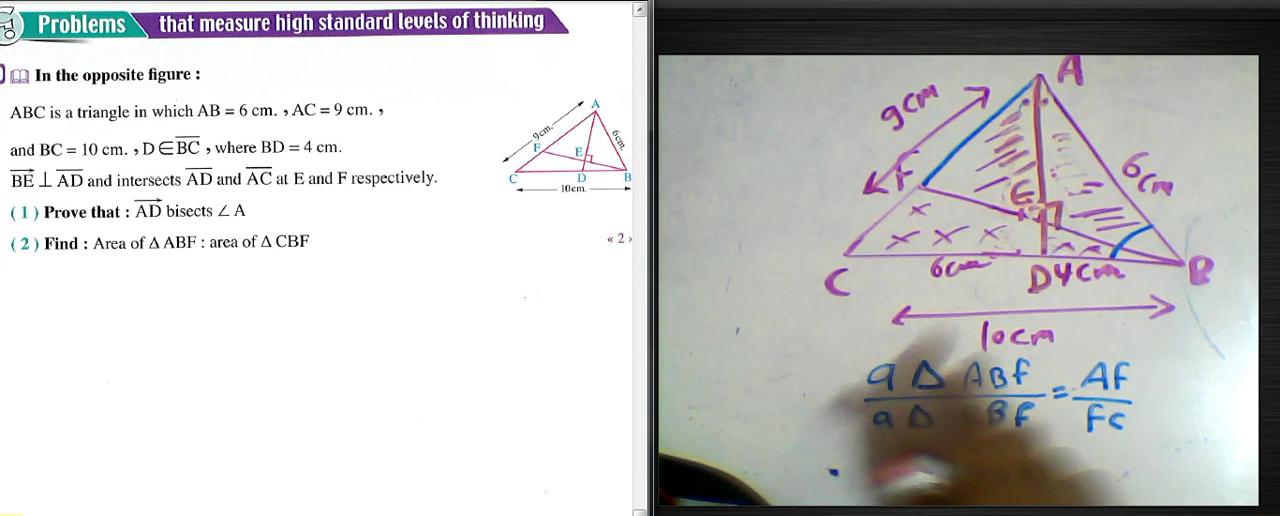 Problems that measure high standard levels of thinking
In the opposite figure :
ABC is a triangle in which AB = 6 cm. , AC = 9 cm. ,
and BC = 10 cm. , D ∈ BC , where BD = 4 cm.
BE ⊥ AD and intersects AD and AC at E and F respectively.
( 1 ) Prove that : AD bisects ∠ A
( 2 ) Find : Area of Δ ABF : area of Δ CBF
« 2 »
A
9cm.
6cm.
F
E
C
D
B
10cm.
A
9cm
F
6cm
E
C
6cm
D 4cm
B
10cm
a Δ ABF = AF
a Δ BF FC